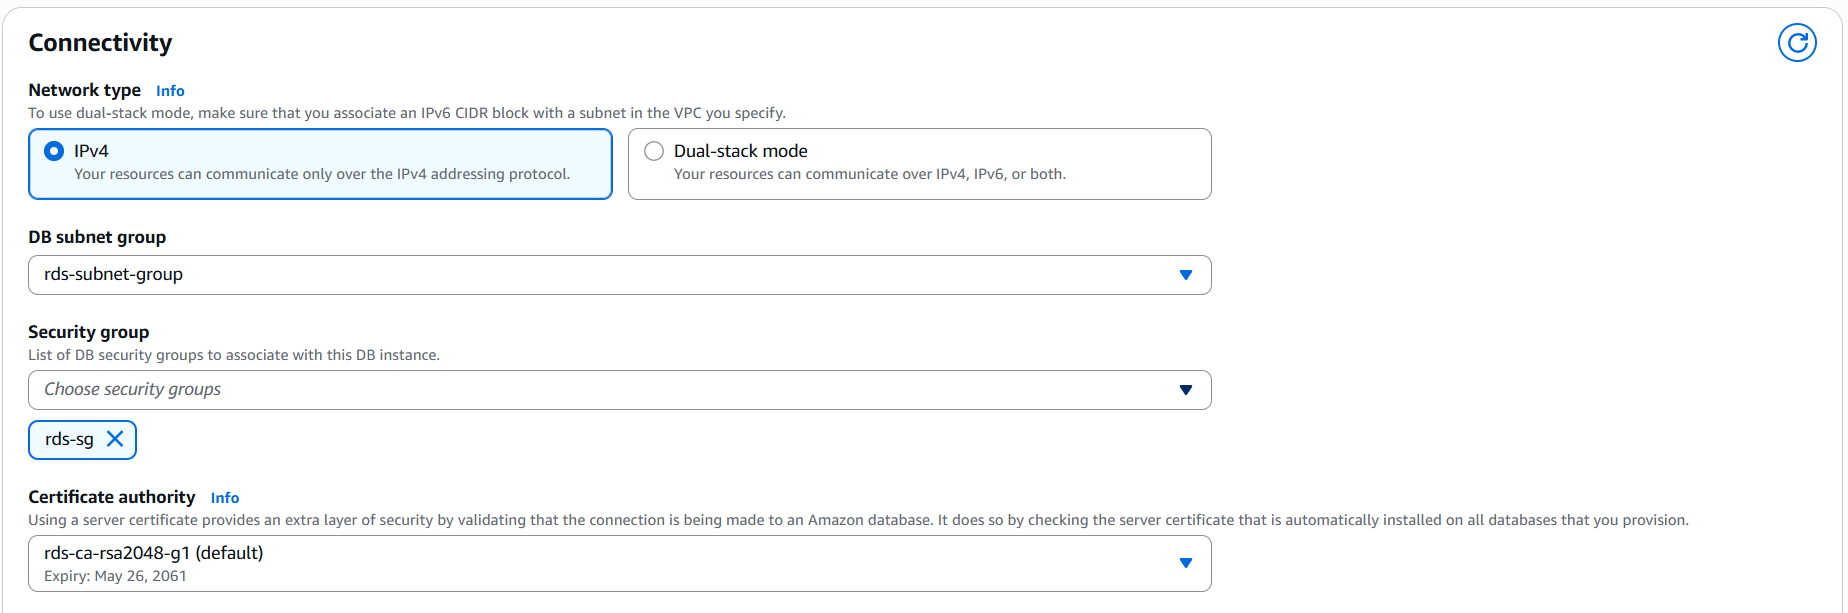 Connectivity
Network type Info
To use dual-stack mode, make sure that you associate an IPv6 CIDR block with a subnet in the VPC you specify.
IPv4
Your resources can communicate only over the IPv4 addressing protocol.
Dual-stack mode
Your resources can communicate over IPv4, IPv6, or both.
DB subnet group
rds-subnet-group
Security group
List of DB security groups to associate with this DB instance.
Choose security groups
rds-sg
Certificate authority Info
Using a server certificate provides an extra layer of security by validating that the connection is being made to an Amazon database. It does so by checking the server certificate that is automatically installed on all databases that you provision.
rds-ca-rsa2048-g1 (default)
Expiry: May 26, 2061